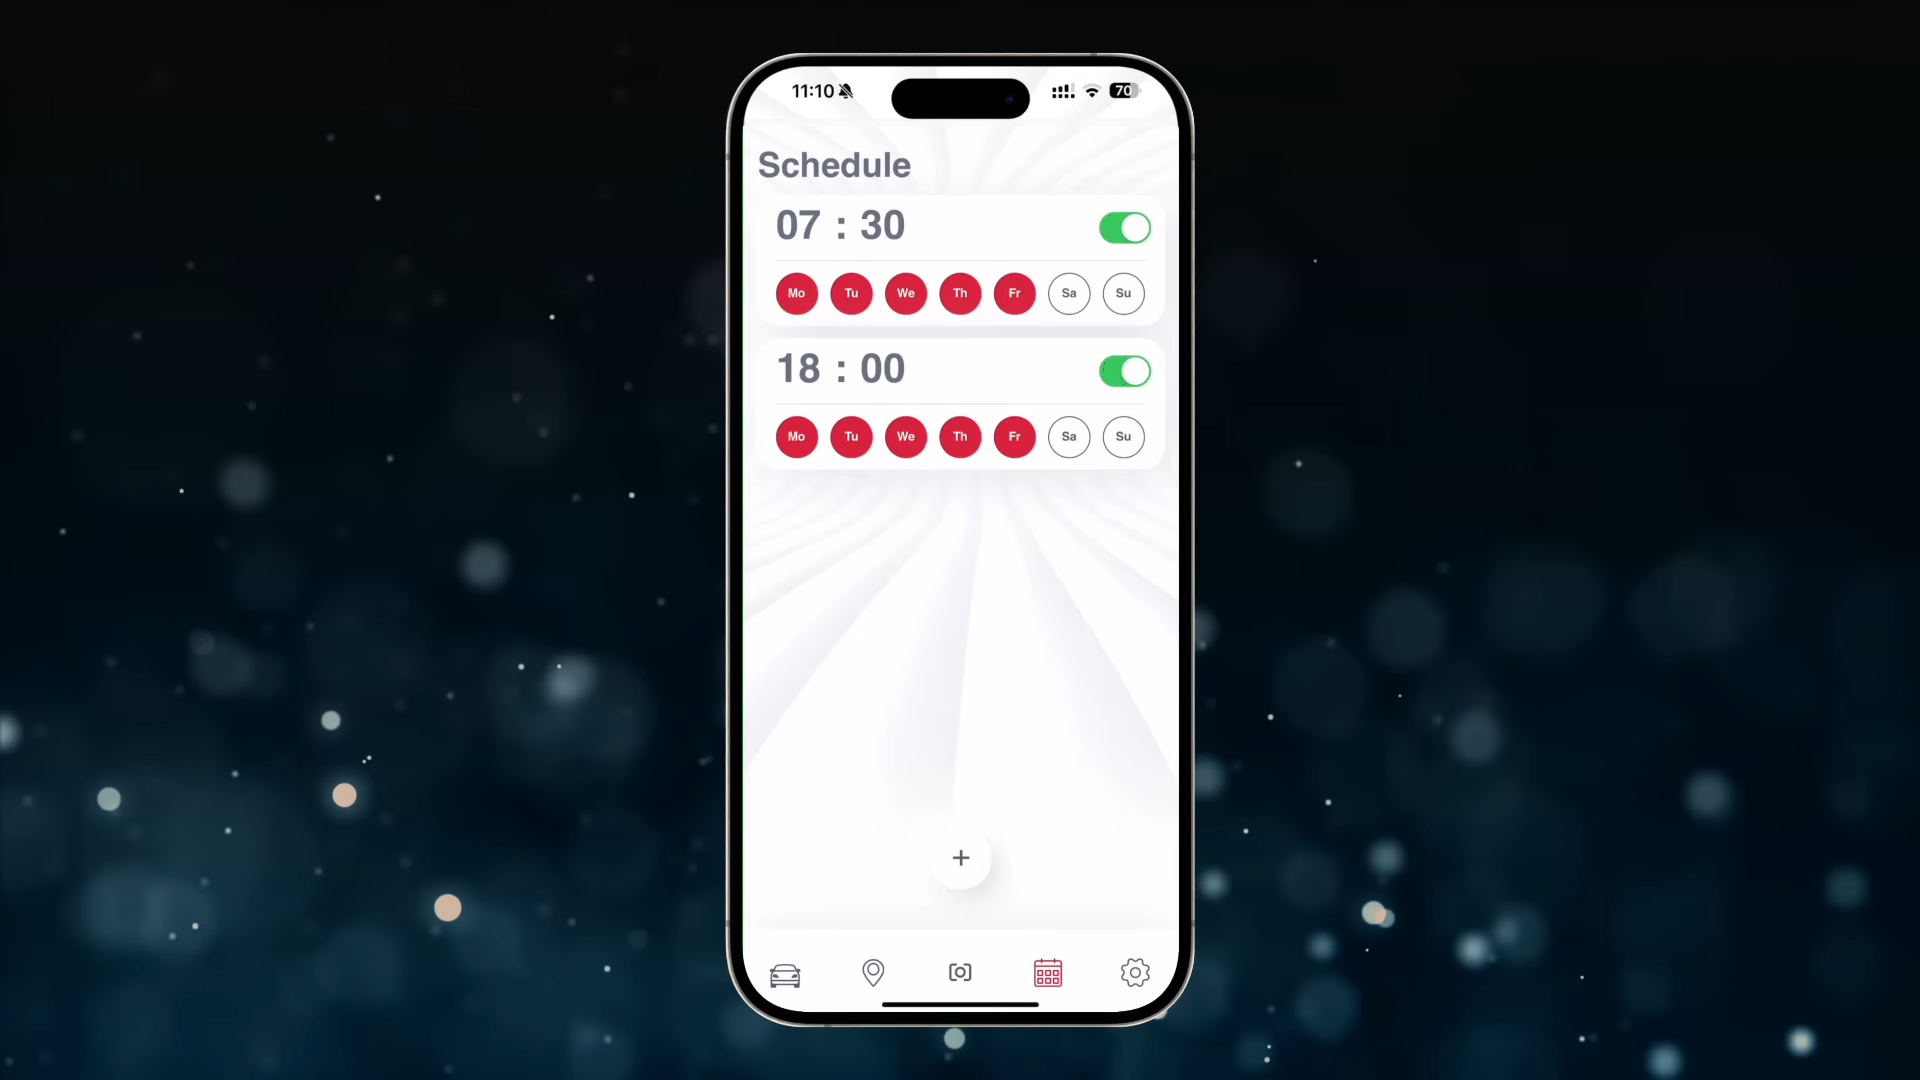 11:10
70
Schedule
07 : 30
Mo Tu We Th Fr Sa Su
18 : 00
Mo Tu We Th Fr Sa Su
+